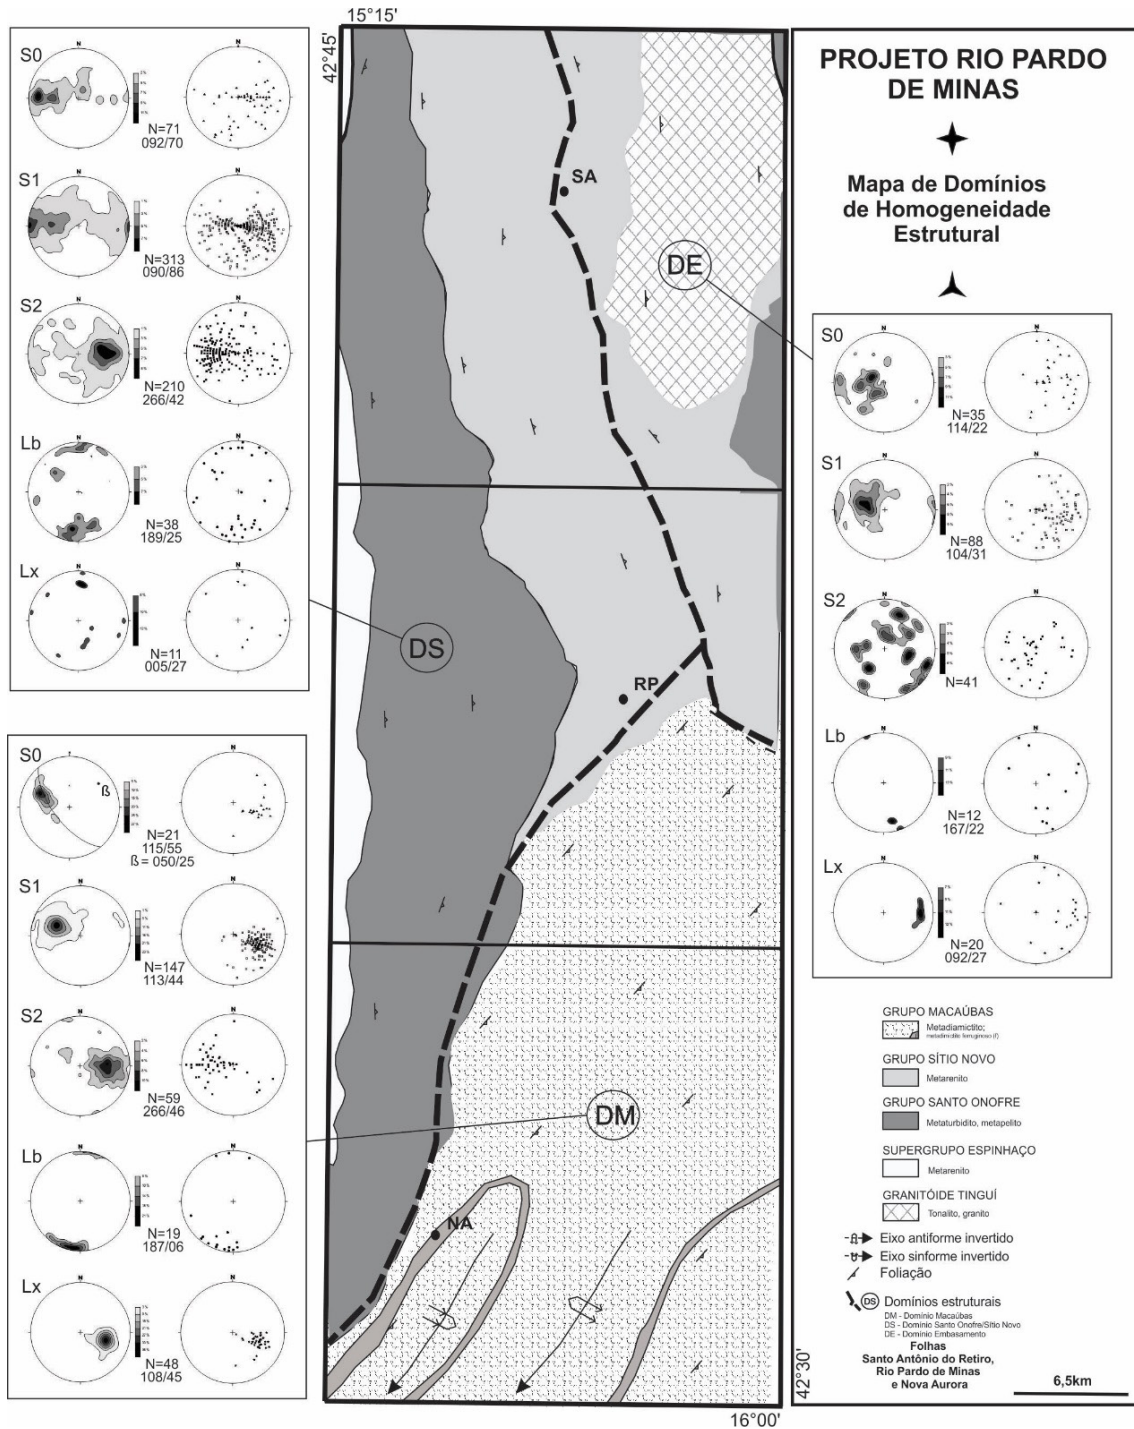 15°15'
42°45'
PROJETO RIO PARDO
DE MINAS
Mapa de Domínios
de Homogeneidade
Estrutural
S0
N
N
N=71
092/70
S1
N
N
N=313
090/86
S2
N
N
N=210
266/42
Lb
N
N
N=38
189/25
Lx
N
N
N=11
005/27
S0
N
N
ß
N=21
115/55
ß= 050/25
S1
N
N
N=147
113/44
S2
N
N
N=59
266/46
Lb
N
N
N=19
187/06
Lx
N
N
N=48
108/45
SA
DE
DS
RP
DM
NA
S0
N
N
N=35
114/22
S1
N
N
N=88
104/31
S2
N
N
N=41
Lb
N
N
N=12
167/22
Lx
N
N
N=20
092/27
GRUPO MACAÚBAS
Metadiamictito;
GRUPO SÍTIO NOVO
Metarenito
GRUPO SANTO ONOFRE
Metaturbidito, metapelito
SUPERGRUPO ESPINHAÇO
Metarenito
GRANITÓIDE TINGUÍ
Tonalito, granito
Eixo antiforme invertido
Eixo sinforme invertido
Foliação
DS Domínios estruturais
DM - Domínio Macaúbas
DS - Domínio Santo Onofre/Sítio Novo
DE - Domínio Embasamento
Folhas
Santo Antônio do Retiro,
Rio Pardo de Minas
e Nova Aurora
6,5km
42°30'
16°00'